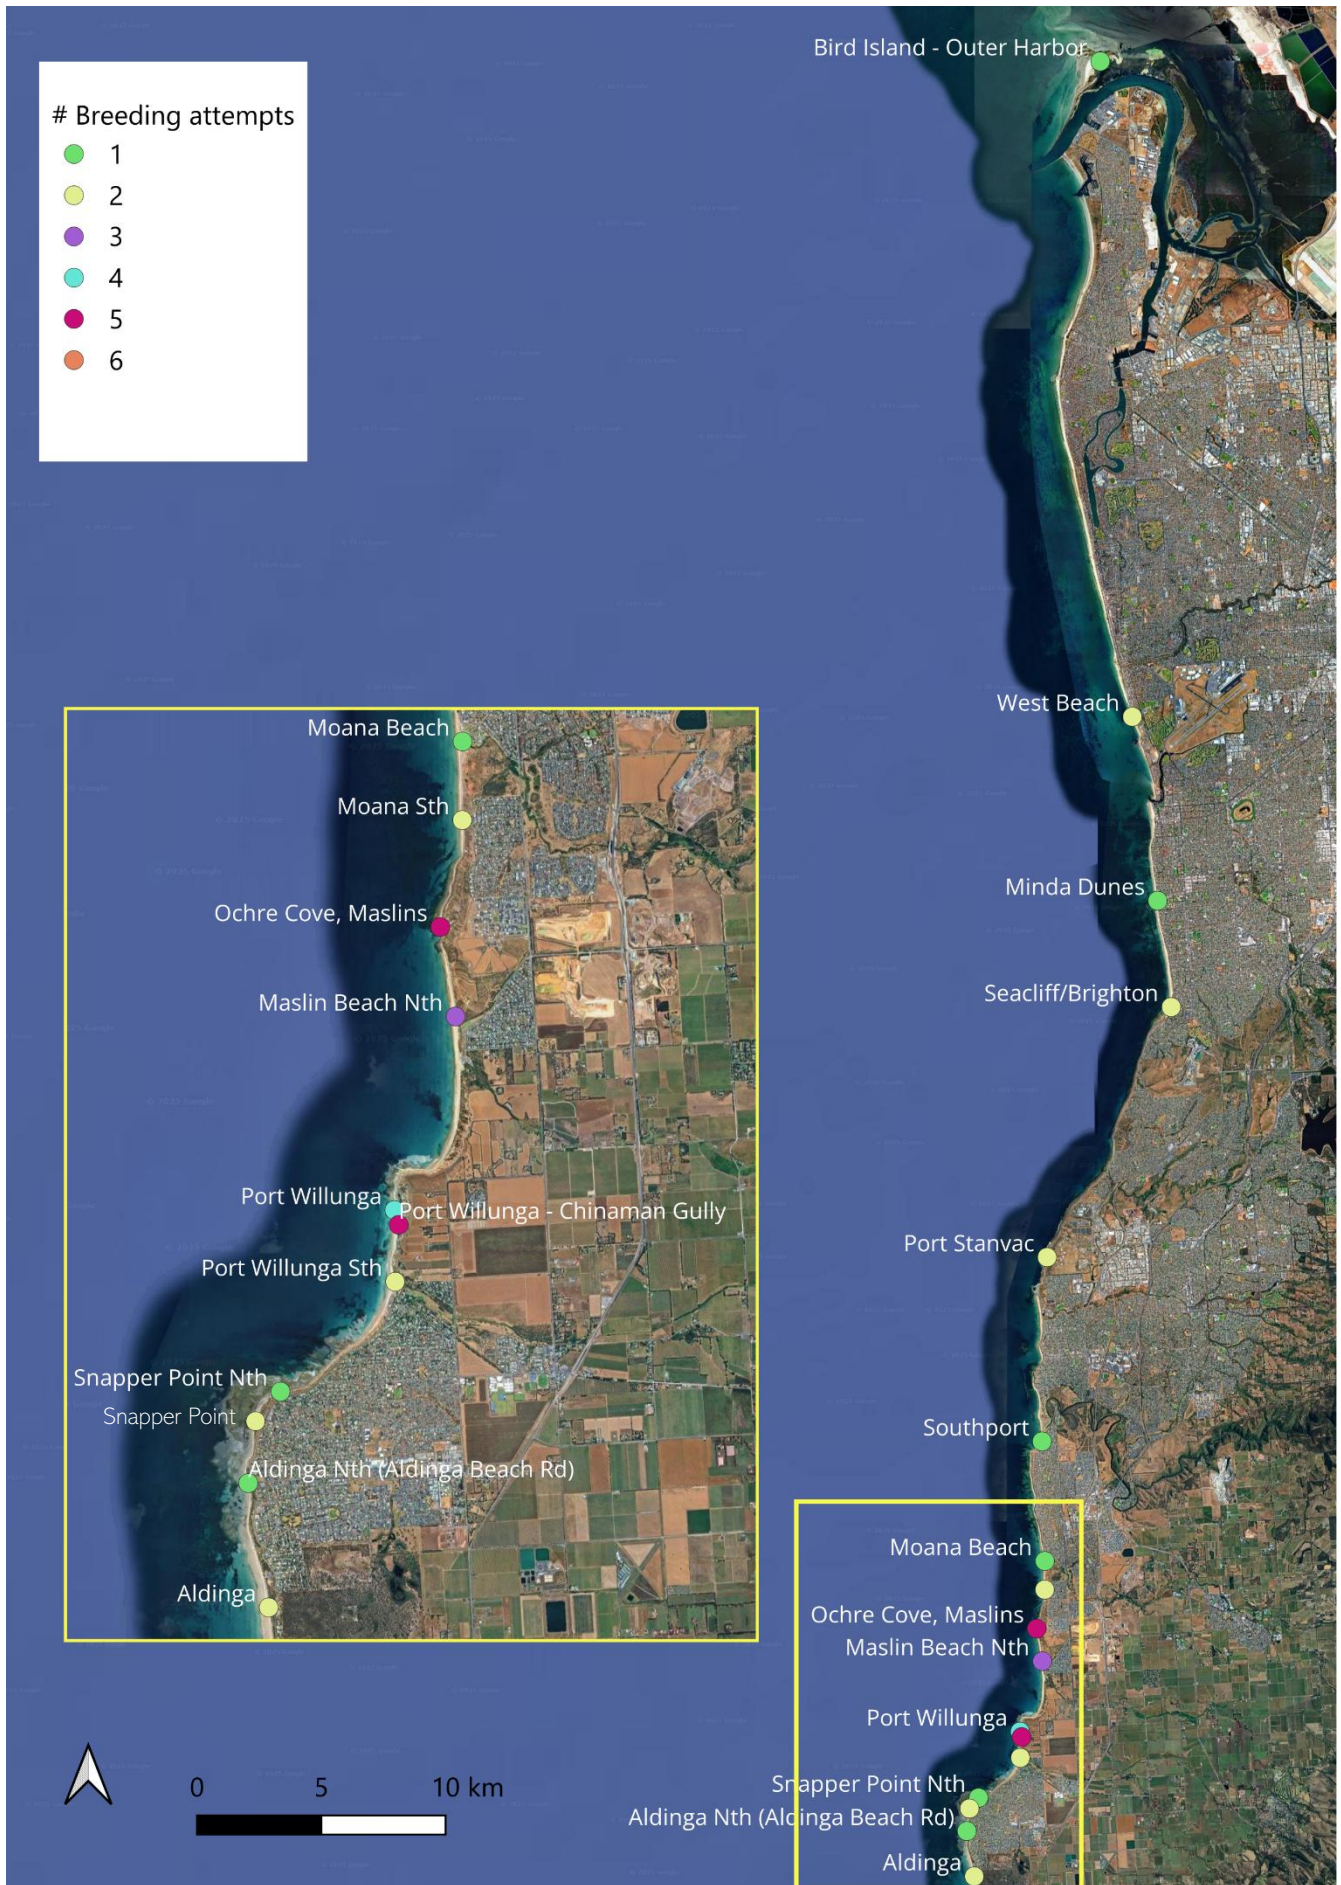 Bird Island - Outer Harbor
# Breeding attempts
1
2
3
4
5
6
West Beach
Minda Dunes
Seacliff/Brighton
Port Stanvac
Southport
Moana Beach
Moana Sth
Ochre Cove, Maslins
Maslin Beach Nth
Port Willunga
Port Willunga - Chinaman Gully
Port Willunga Sth
Snapper Point Nth
Snapper Point
Aldinga Nth (Aldinga Beach Rd)
Aldinga
Moana Beach
Ochre Cove, Maslins
Maslin Beach Nth
Port Willunga
Snapper Point Nth
Aldinga Nth (Aldinga Beach Rd)
Aldinga
0 5 10 km